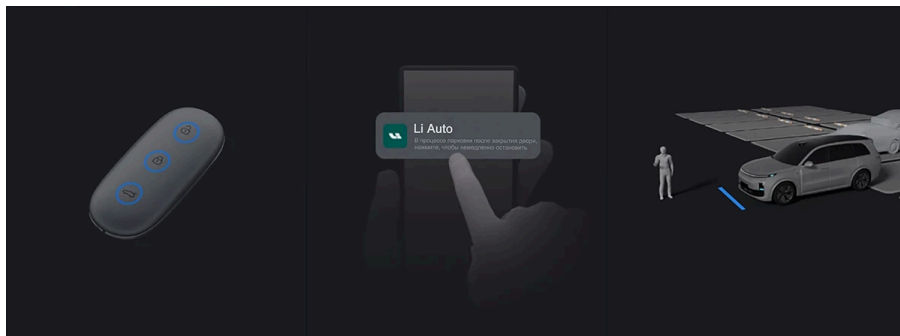 Li Auto
В процессе парковки после закрытия двери,
нажмите, чтобы немедленно остановить